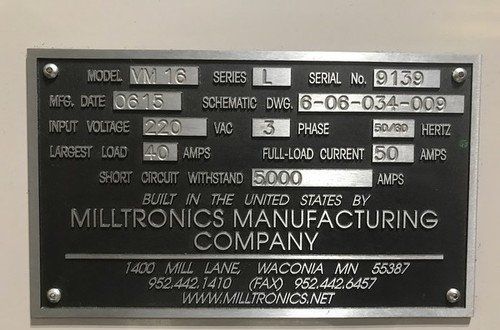 MODEL VM 16 SERIES L SERIAL No. 9139
MFG. DATE 0615 SCHEMATIC DWG. 6-06-034-009
INPUT VOLTAGE 220 VAC 3 PHASE 50/60 HERTZ
LARGEST LOAD 40 AMPS FULL-LOAD CURRENT 50 AMPS
SHORT CIRCUIT WITHSTAND 5000 AMPS
BUILT IN THE UNITED STATES BY
MILLTRONICS MANUFACTURING
COMPANY
1400 MILL LANE, WACONIA MN 55387
952.442.1410 (FAX) 952.442.6457
WWW.MILLTRONICS.NET